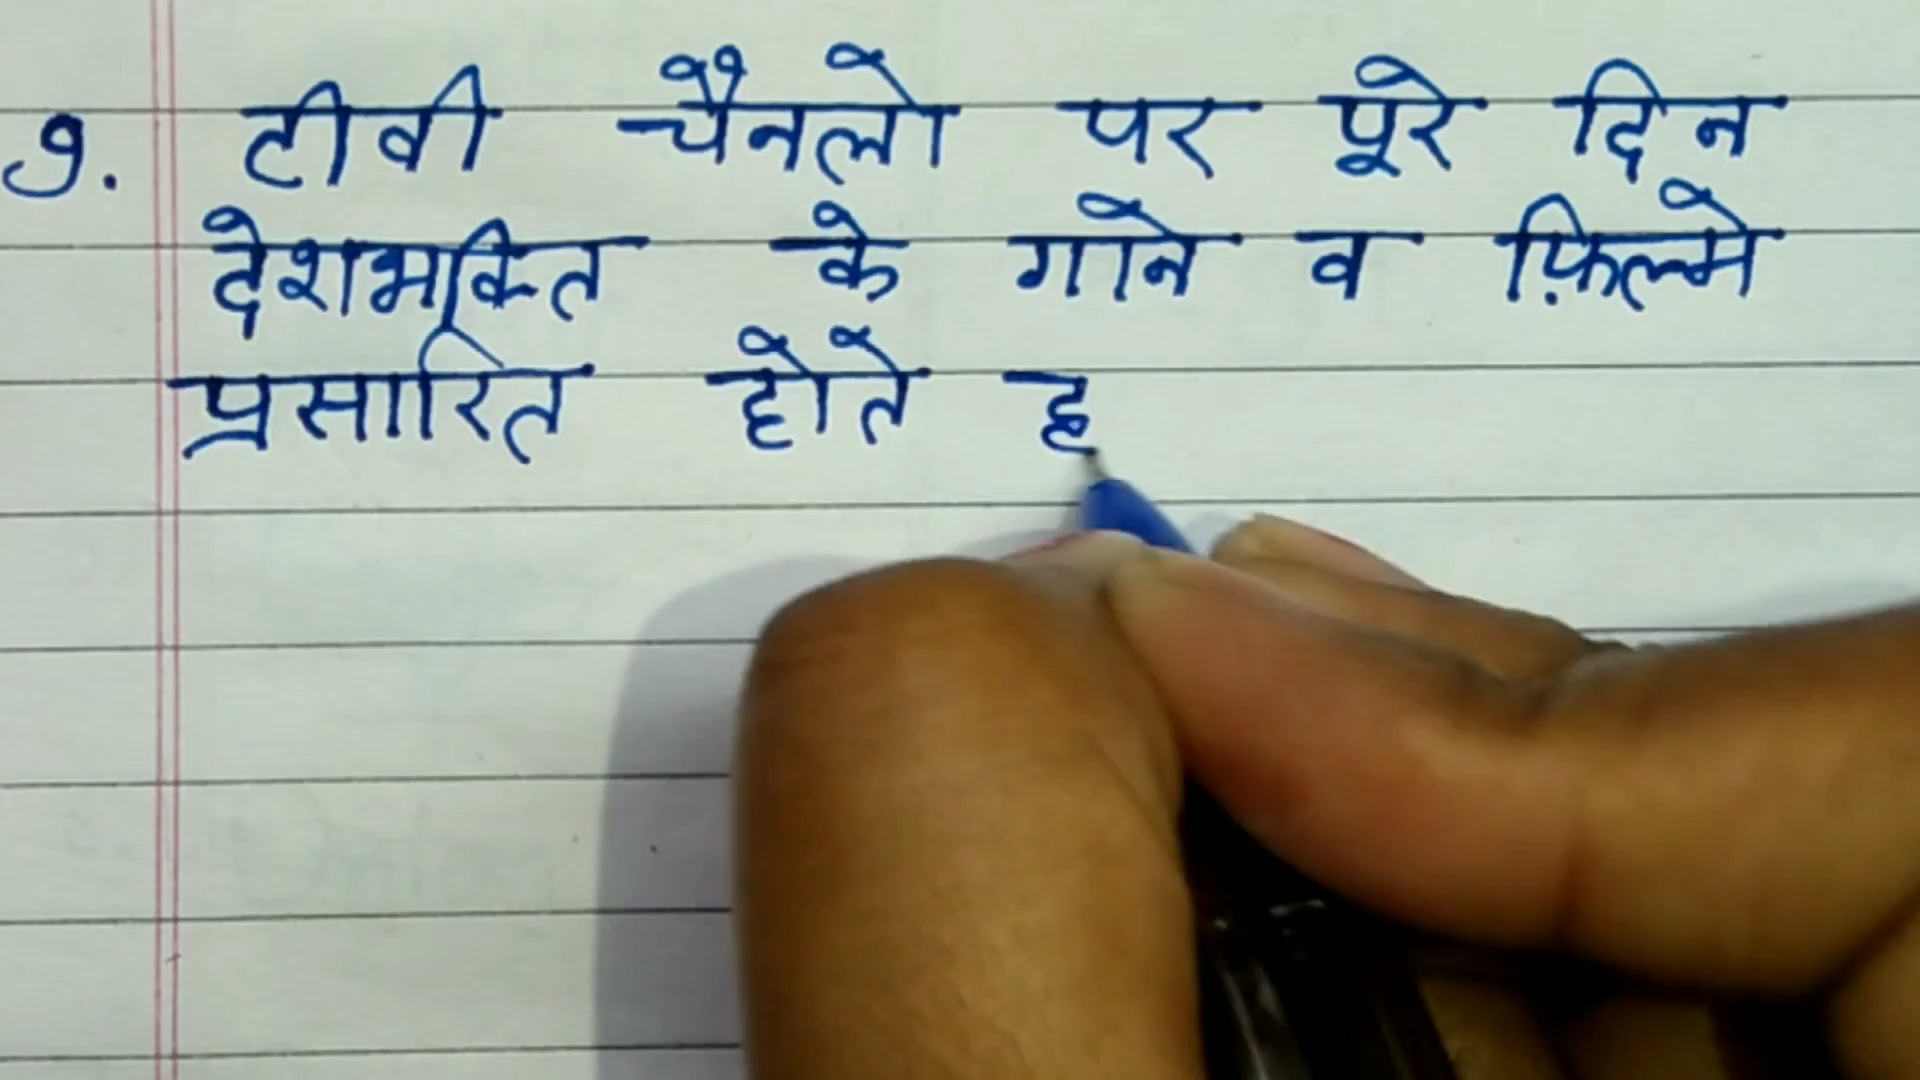 9. टीवी चैनलो पर पूरे दिन
देशभक्ति के गाने व फ़िल्मे
प्रसारित होते ह